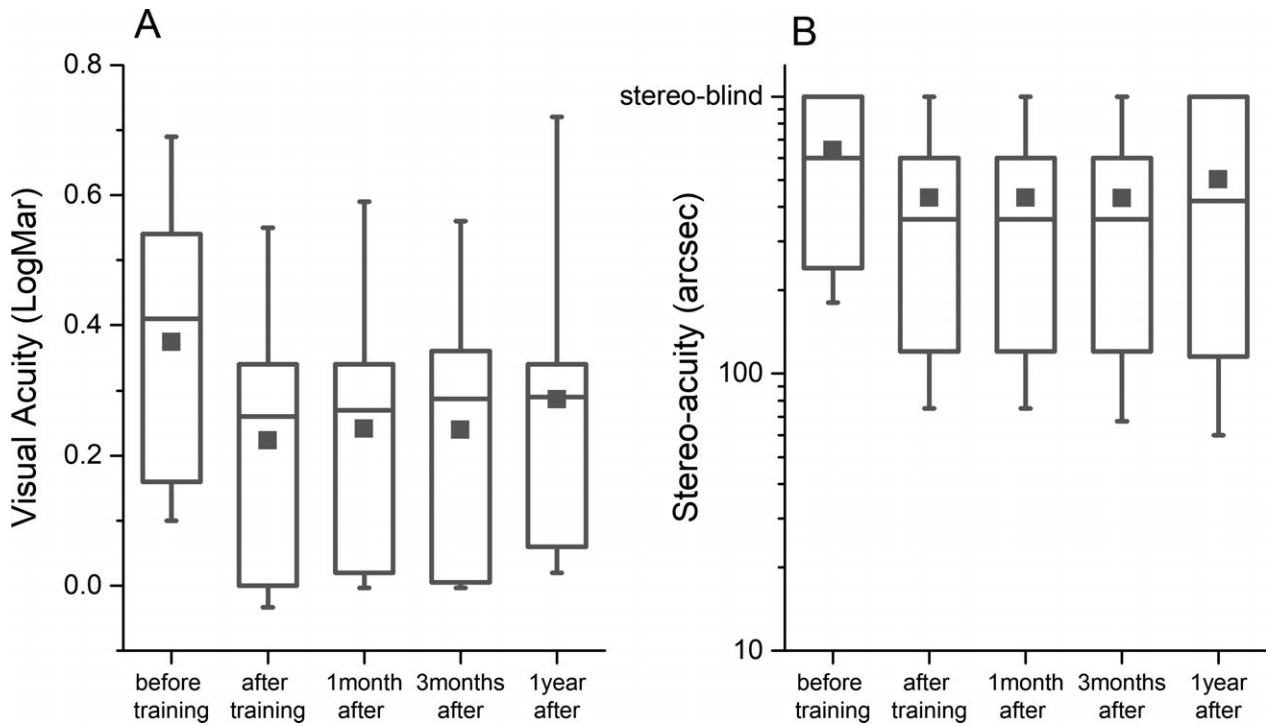 A
Visual Acuity (LogMar)
0.8
0.6
0.4
0.2
0.0
before
training
after
training
1month
after
3months
after
1year
after
B
Stereo-acuity (arcsec)
stereo-blind
100
10
before
training
after
training
1month
after
3months
after
1year
after